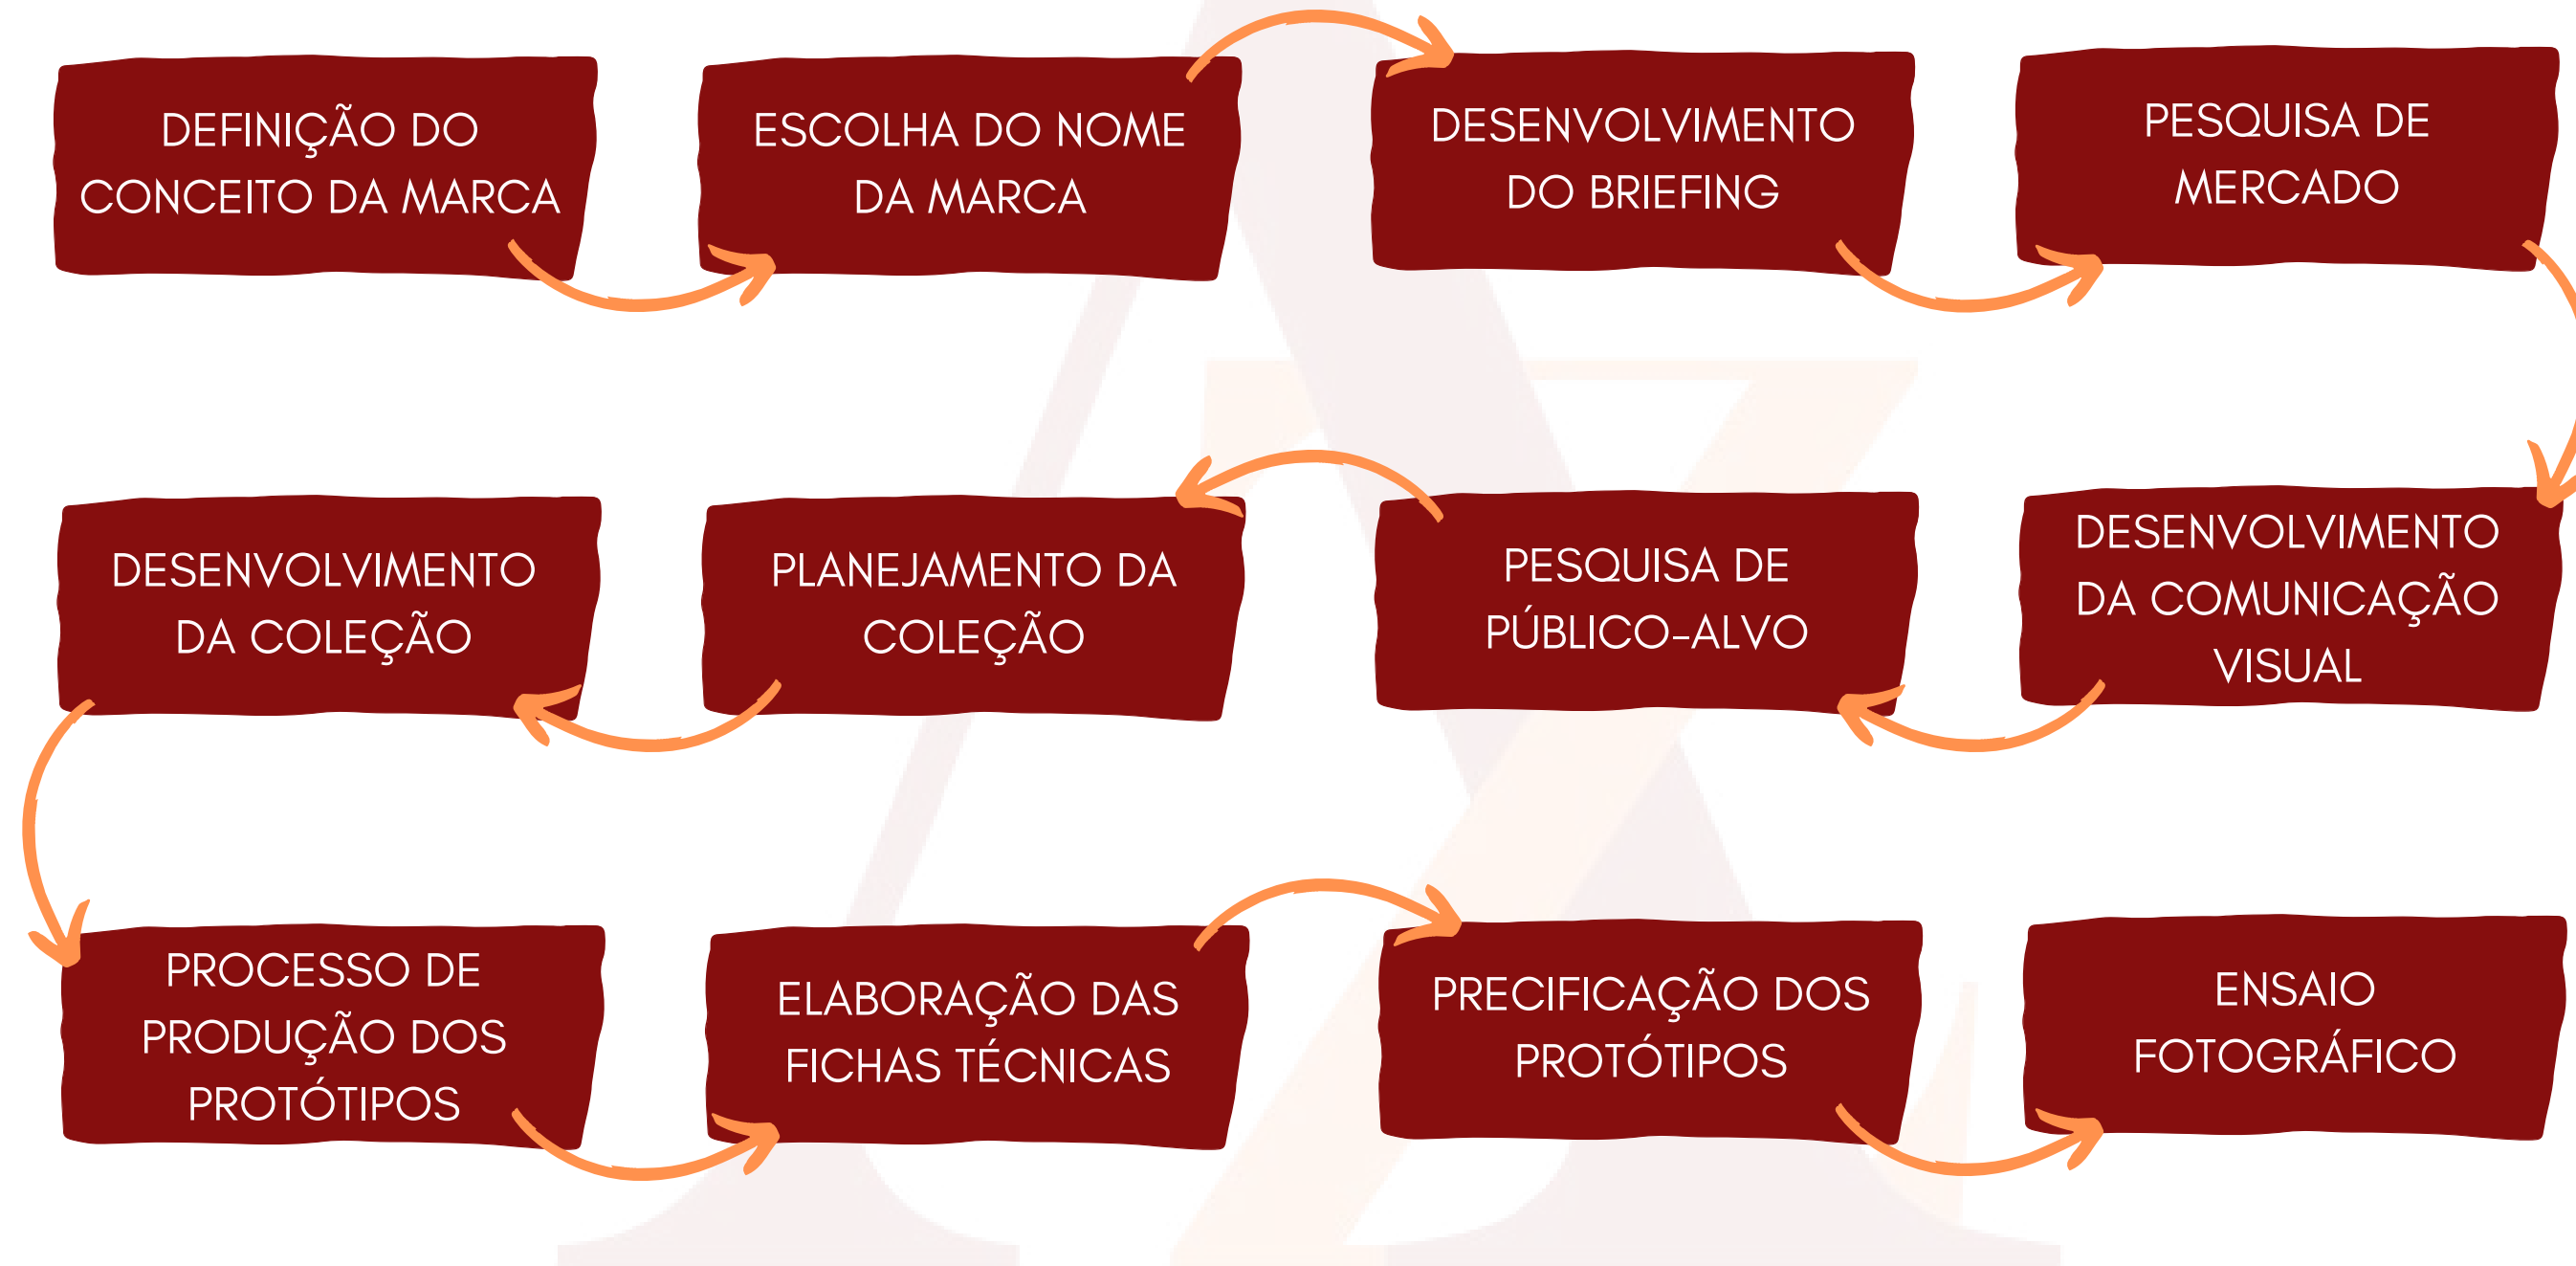 DEFINIÇÃO DO
CONCEITO DA MARCA
ESCOLHA DO NOME
DA MARCA
DESENVOLVIMENTO
DO BRIEFING
PESQUISA DE
MERCADO
DESENVOLVIMENTO
DA COMUNICAÇÃO
VISUAL
PESQUISA DE
PÚBLICO-ALVO
PLANEJAMENTO DA
COLEÇÃO
DESENVOLVIMENTO
DA COLEÇÃO
PROCESSO DE
PRODUÇÃO DOS
PROTÓTIPOS
ELABORAÇÃO DAS
FICHAS TÉCNICAS
PRECIFICAÇÃO DOS
PROTÓTIPOS
ENSAIO
FOTOGRÁFICO